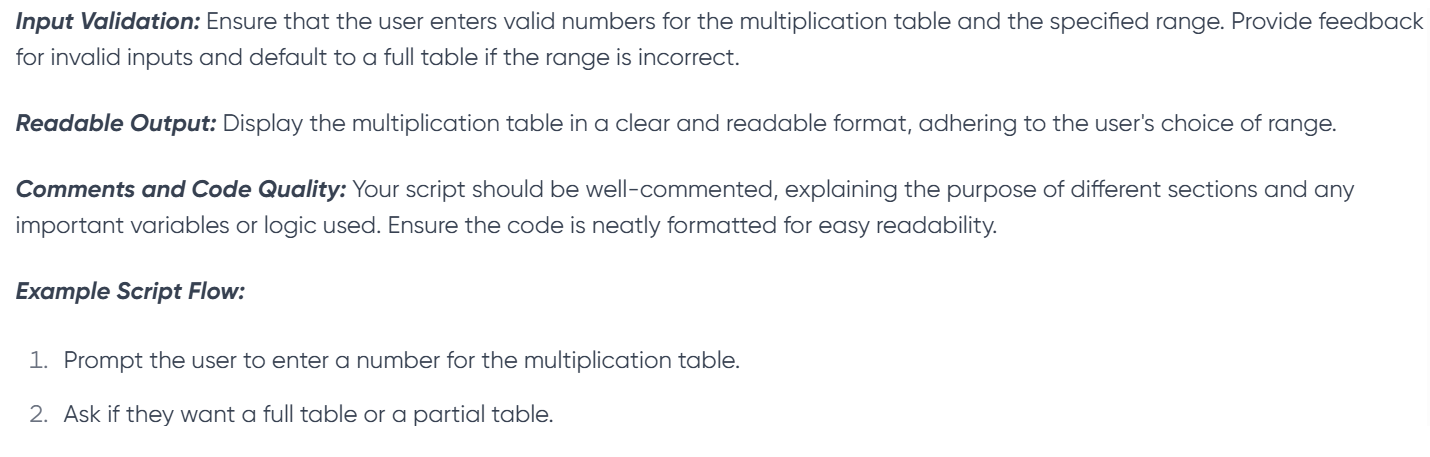 Input Validation: Ensure that the user enters valid numbers for the multiplication table and the specified range. Provide feedback
for invalid inputs and default to a full table if the range is incorrect.
Readable Output: Display the multiplication table in a clear and readable format, adhering to the user's choice of range.
Comments and Code Quality: Your script should be well-commented, explaining the purpose of different sections and any
important variables or logic used. Ensure the code is neatly formatted for easy readability.
Example Script Flow:
1. Prompt the user to enter a number for the multiplication table.
2. Ask if they want a full table or a partial table.